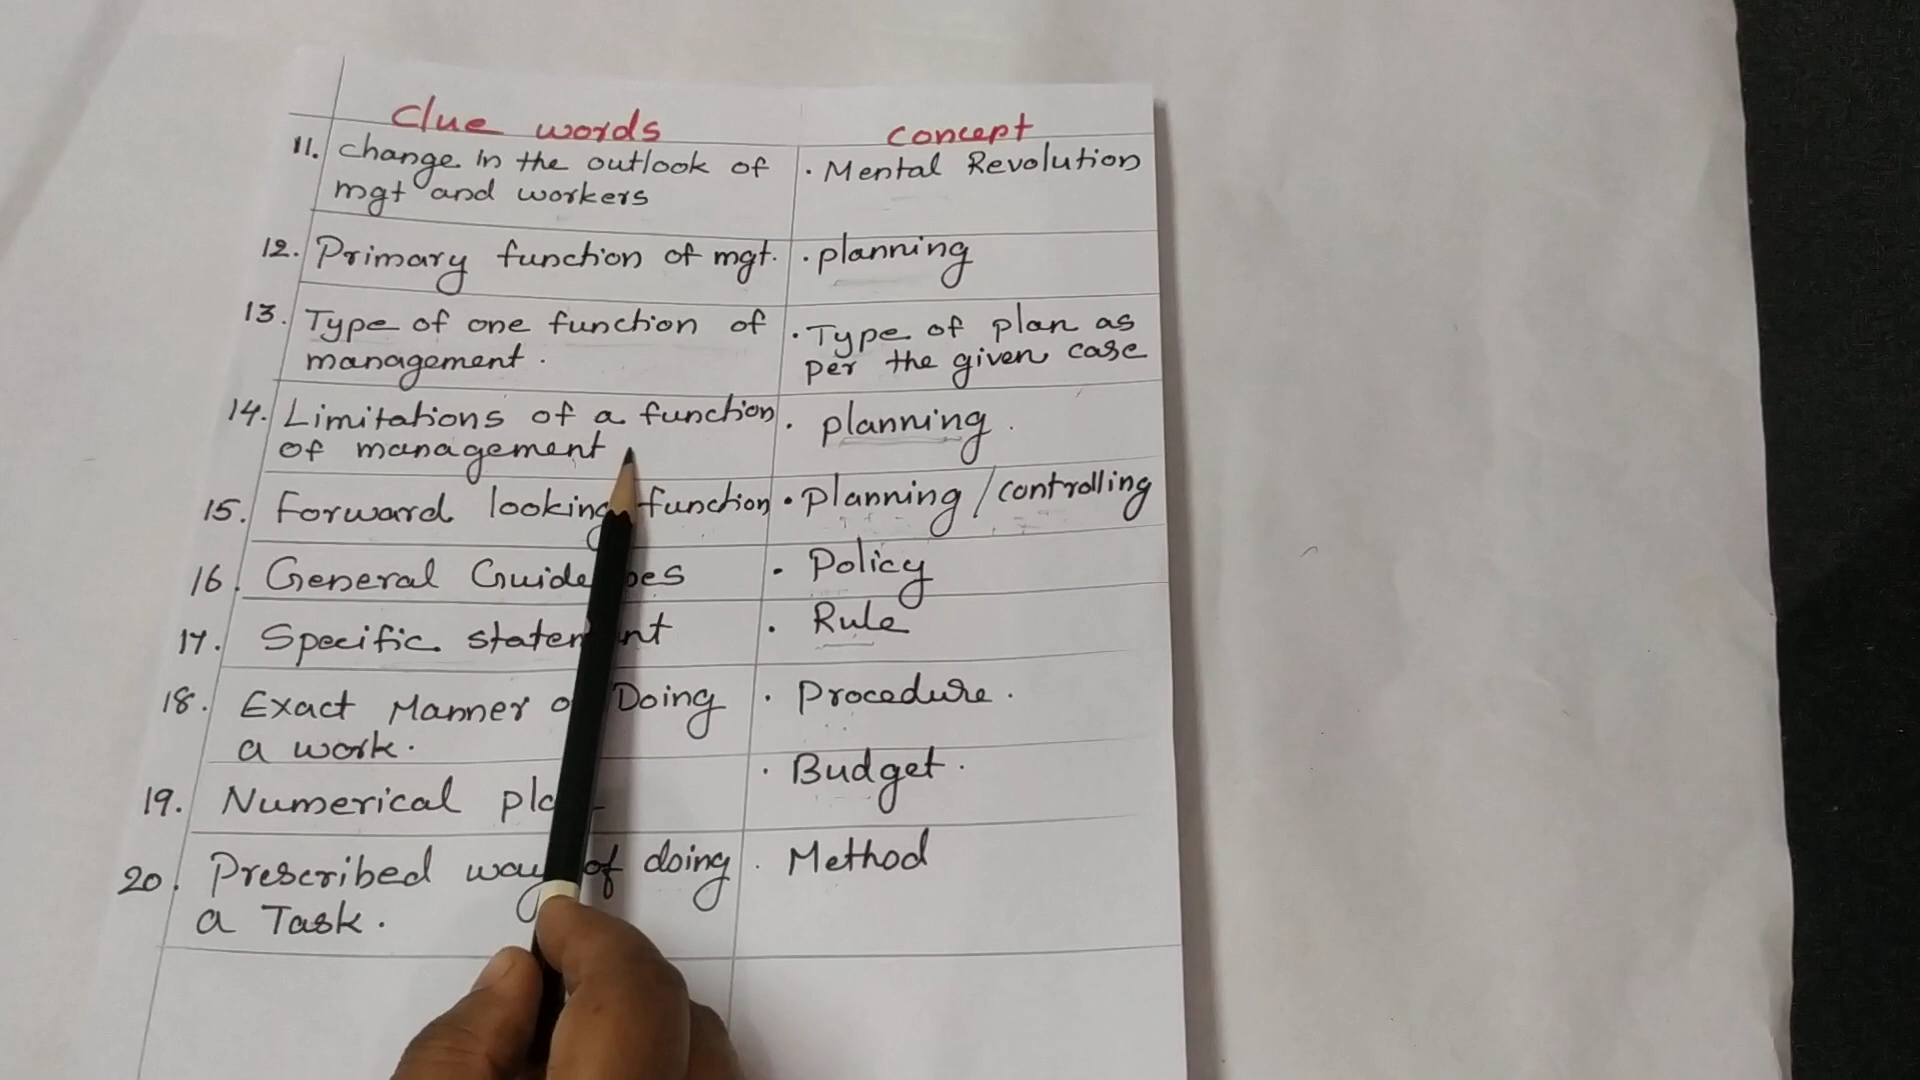 Clue words concept
11. change in the outlook of · Mental Revolution
mgt and workers
12. Primary function of mgt. · planning
13. Type of one function of · Type of plan as
management. per the given case
14. Limitations of a function · planning.
of management
15. Forward looking function · Planning / controlling
16. General · Policy
17. Specific · Rule
18. Exact Manner Doing · Procedure.
a work.
· Budget.
19. Numerical
20. Prescribed way of doing · Method
a Task.